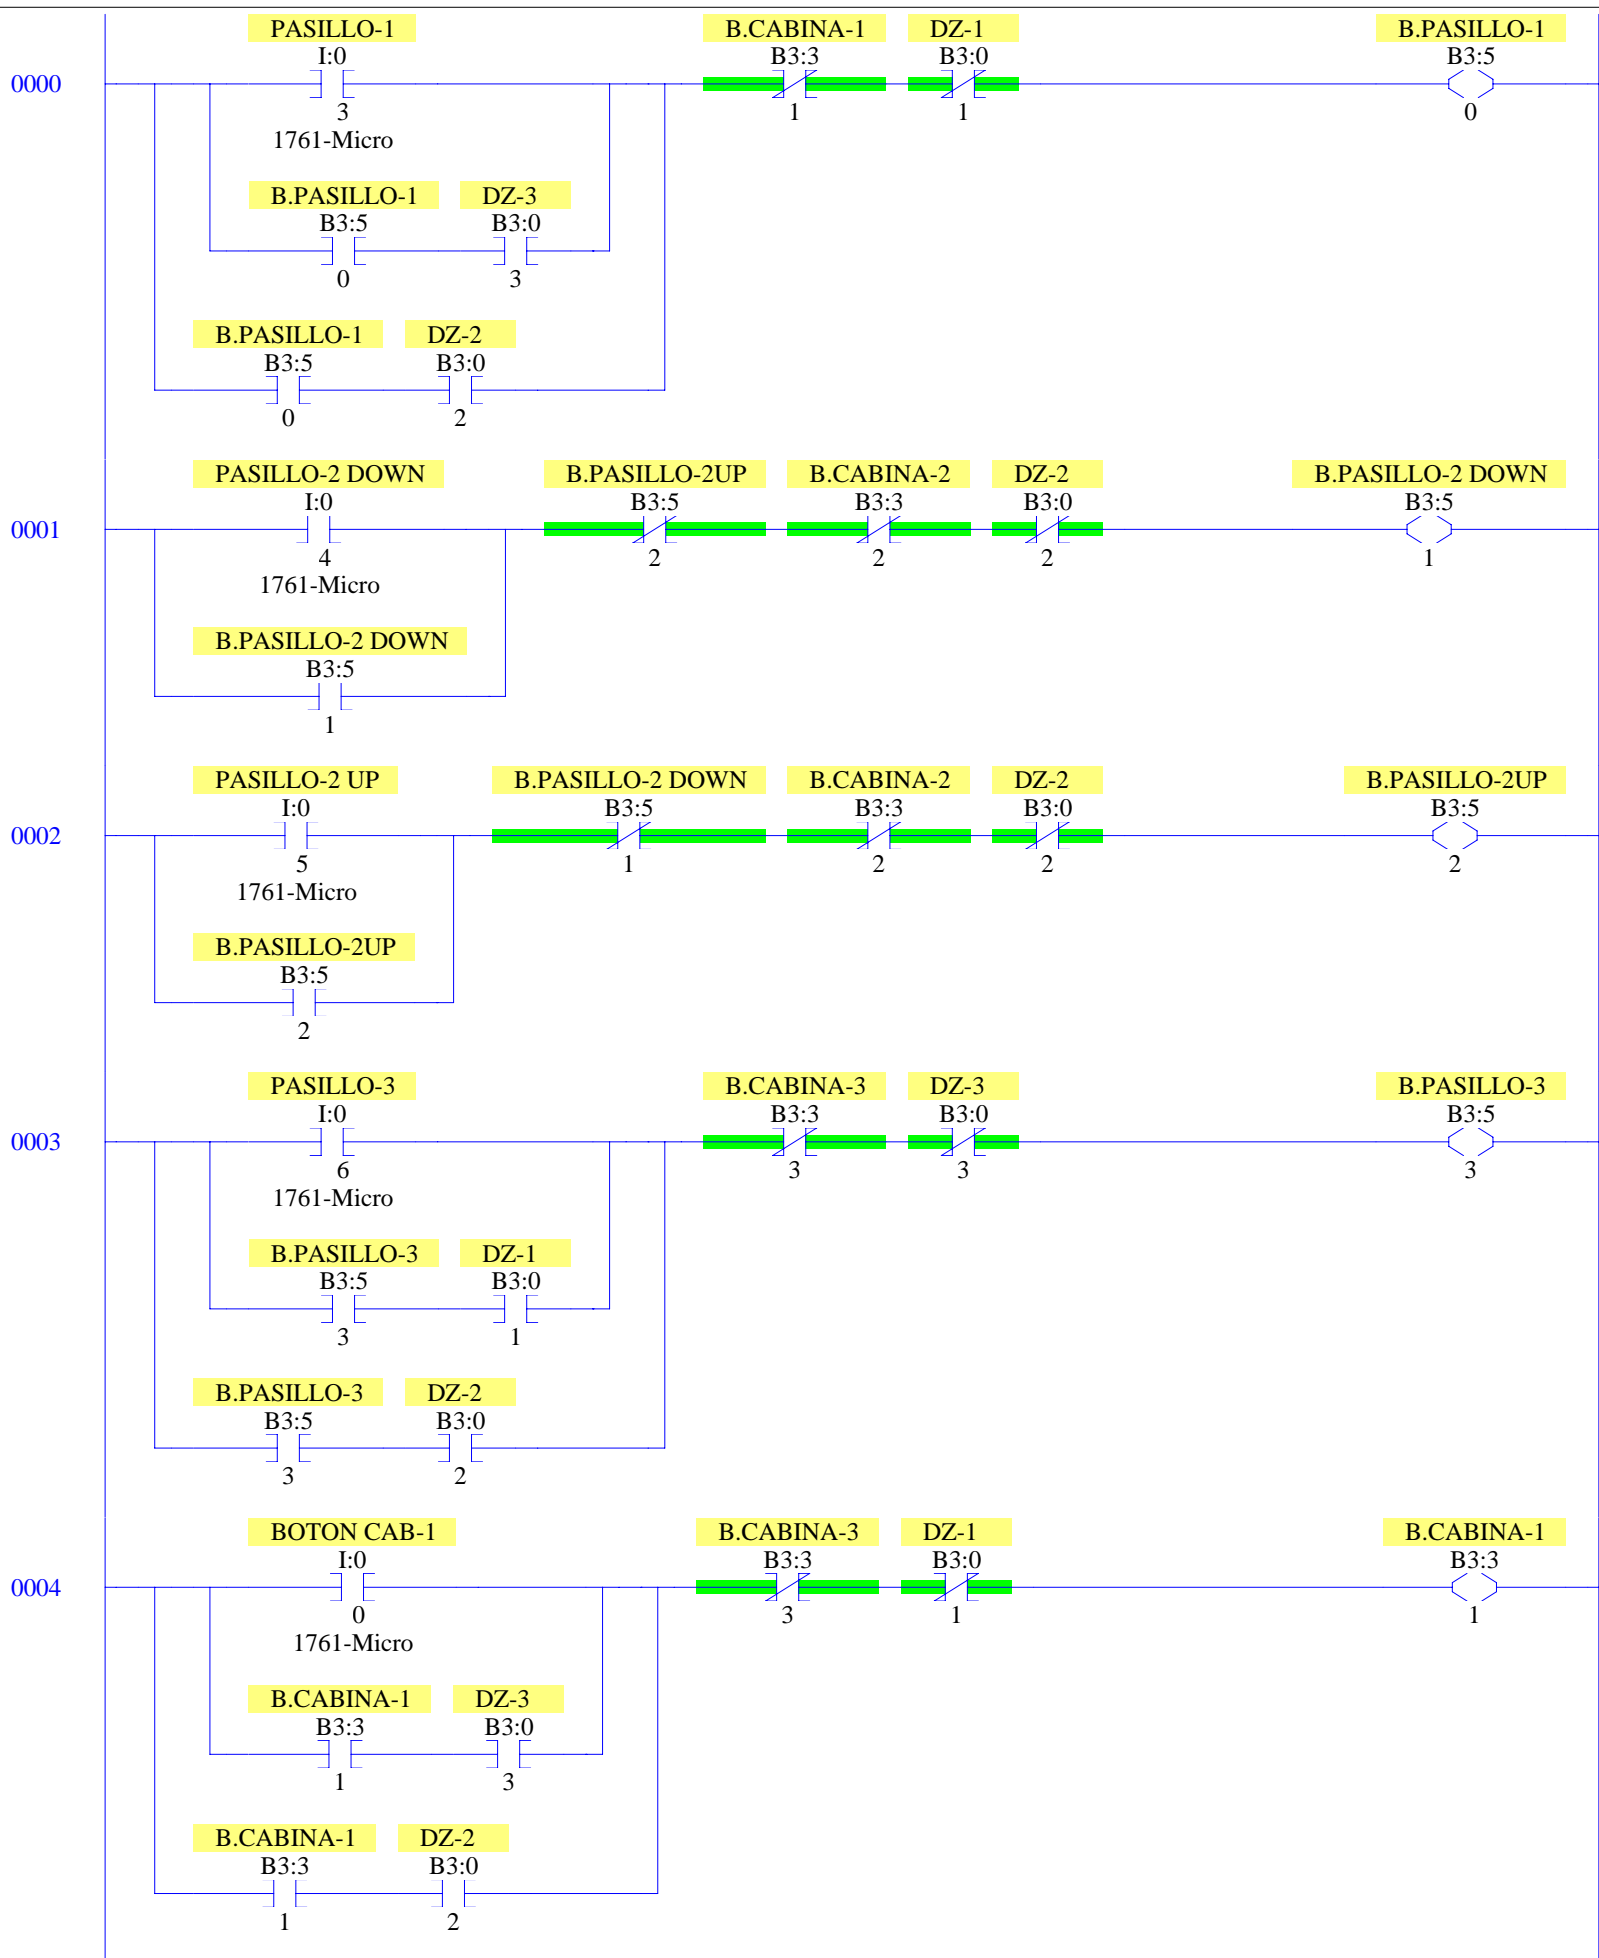 PASILLO-1 B.CABINA-1 DZ-1 B.PASILLO-1
I:0 B3:3 B3:0 B3:5
0000
3 1 1 0
1761-Micro
B.PASILLO-1 DZ-3
B3:5 B3:0
0 3
B.PASILLO-1 DZ-2
B3:5 B3:0
0 2
PASILLO-2 DOWN B.PASILLO-2UP B.CABINA-2 DZ-2 B.PASILLO-2 DOWN
I:0 B3:5 B3:3 B3:0 B3:5
0001
4 2 2 2 1
1761-Micro
B.PASILLO-2 DOWN
B3:5
1
PASILLO-2 UP B.PASILLO-2 DOWN B.CABINA-2 DZ-2 B.PASILLO-2UP
I:0 B3:5 B3:3 B3:0 B3:5
0002
5 1 2 2 2
1761-Micro
B.PASILLO-2UP
B3:5
2
PASILLO-3 B.CABINA-3 DZ-3 B.PASILLO-3
I:0 B3:3 B3:0 B3:5
0003
6 3 3 3
1761-Micro
B.PASILLO-3 DZ-1
B3:5 B3:0
3 1
B.PASILLO-3 DZ-2
B3:5 B3:0
3 2
BOTON CAB-1 B.CABINA-3 DZ-1 B.CABINA-1
I:0 B3:3 B3:0 B3:3
0004
0 3 1 1
1761-Micro
B.CABINA-1 DZ-3
B3:3 B3:0
1 3
B.CABINA-1 DZ-2
B3:3 B3:0
1 2